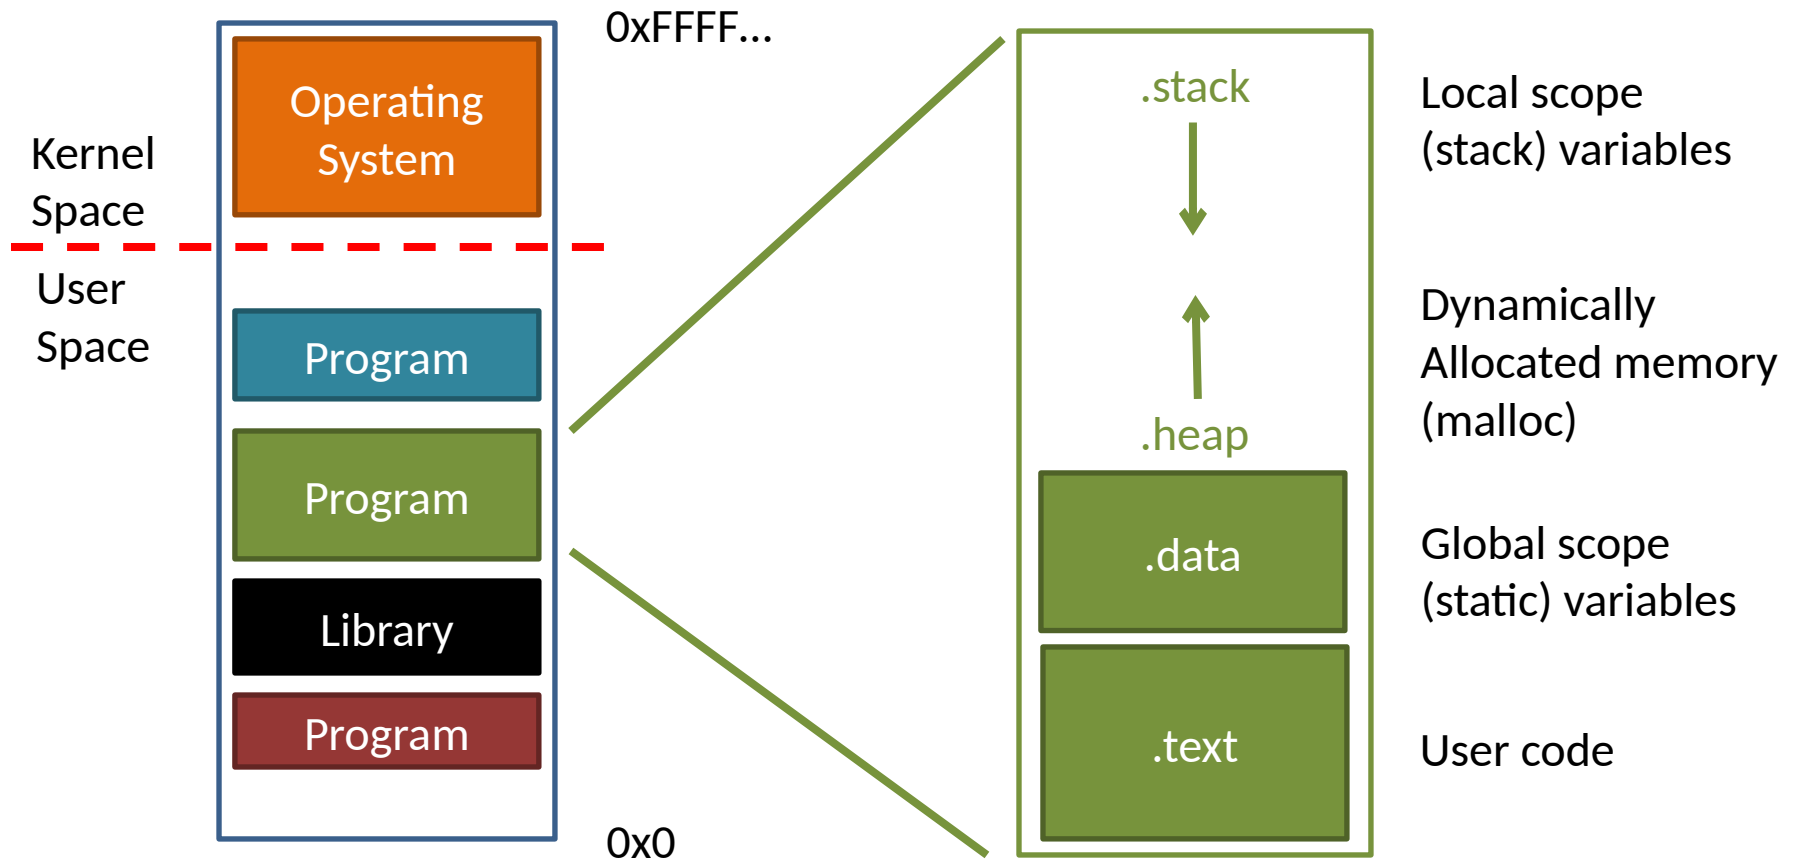 0xFFFF...
Operating
System
Kernel
Space
User
Space
Program
Program
Library
Program
0x0
.stack
Local scope
(stack) variables
.heap
Dynamically
Allocated memory
(malloc)
.data
Global scope
(static) variables
.text
User code